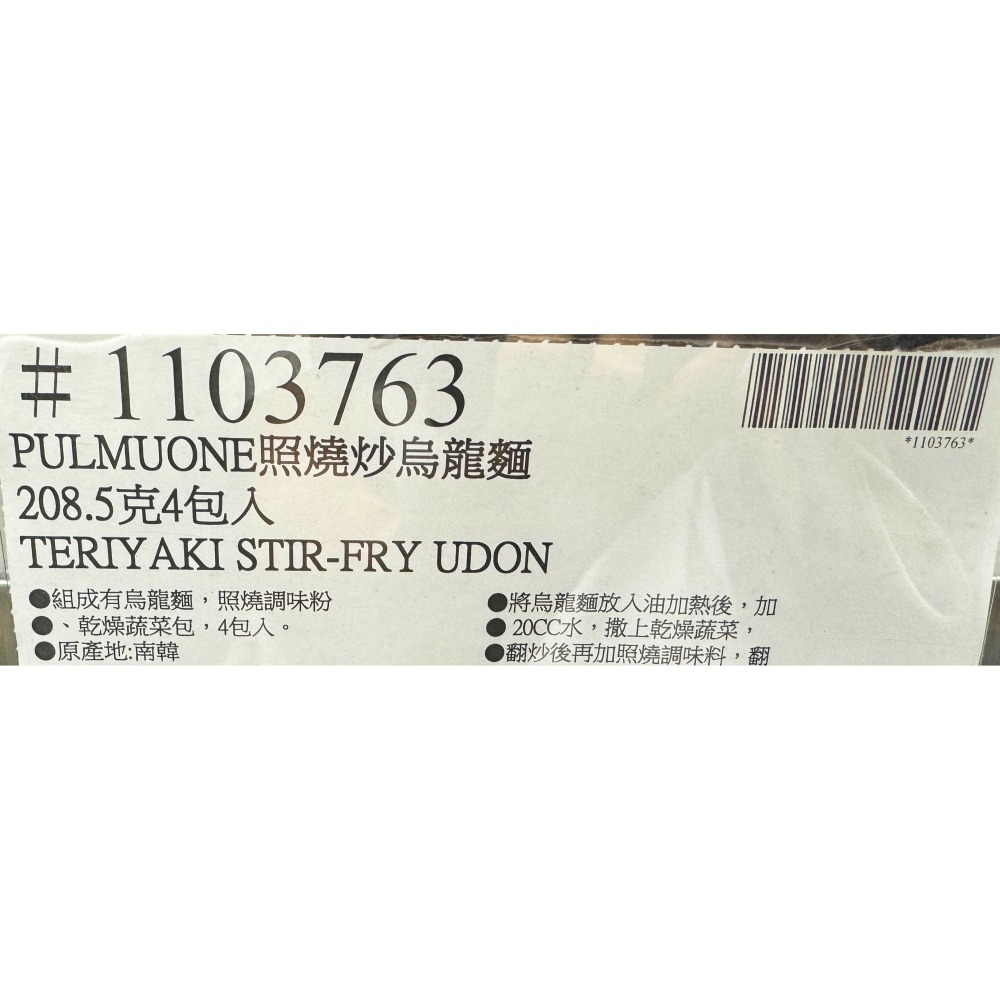 #1103763
*1103763*
PULMUONE照燒炒烏龍麵
208.5克4包入
TERIYAKI STIR-FRY UDON
●組成有烏龍麵，照燒調味粉
●、乾燥蔬菜包，4包入。
●原產地:南韓
●將烏龍麵放入油加熱後，加
●20CC水，撒上乾燥蔬菜，
●翻炒後再加照燒調味料，翻